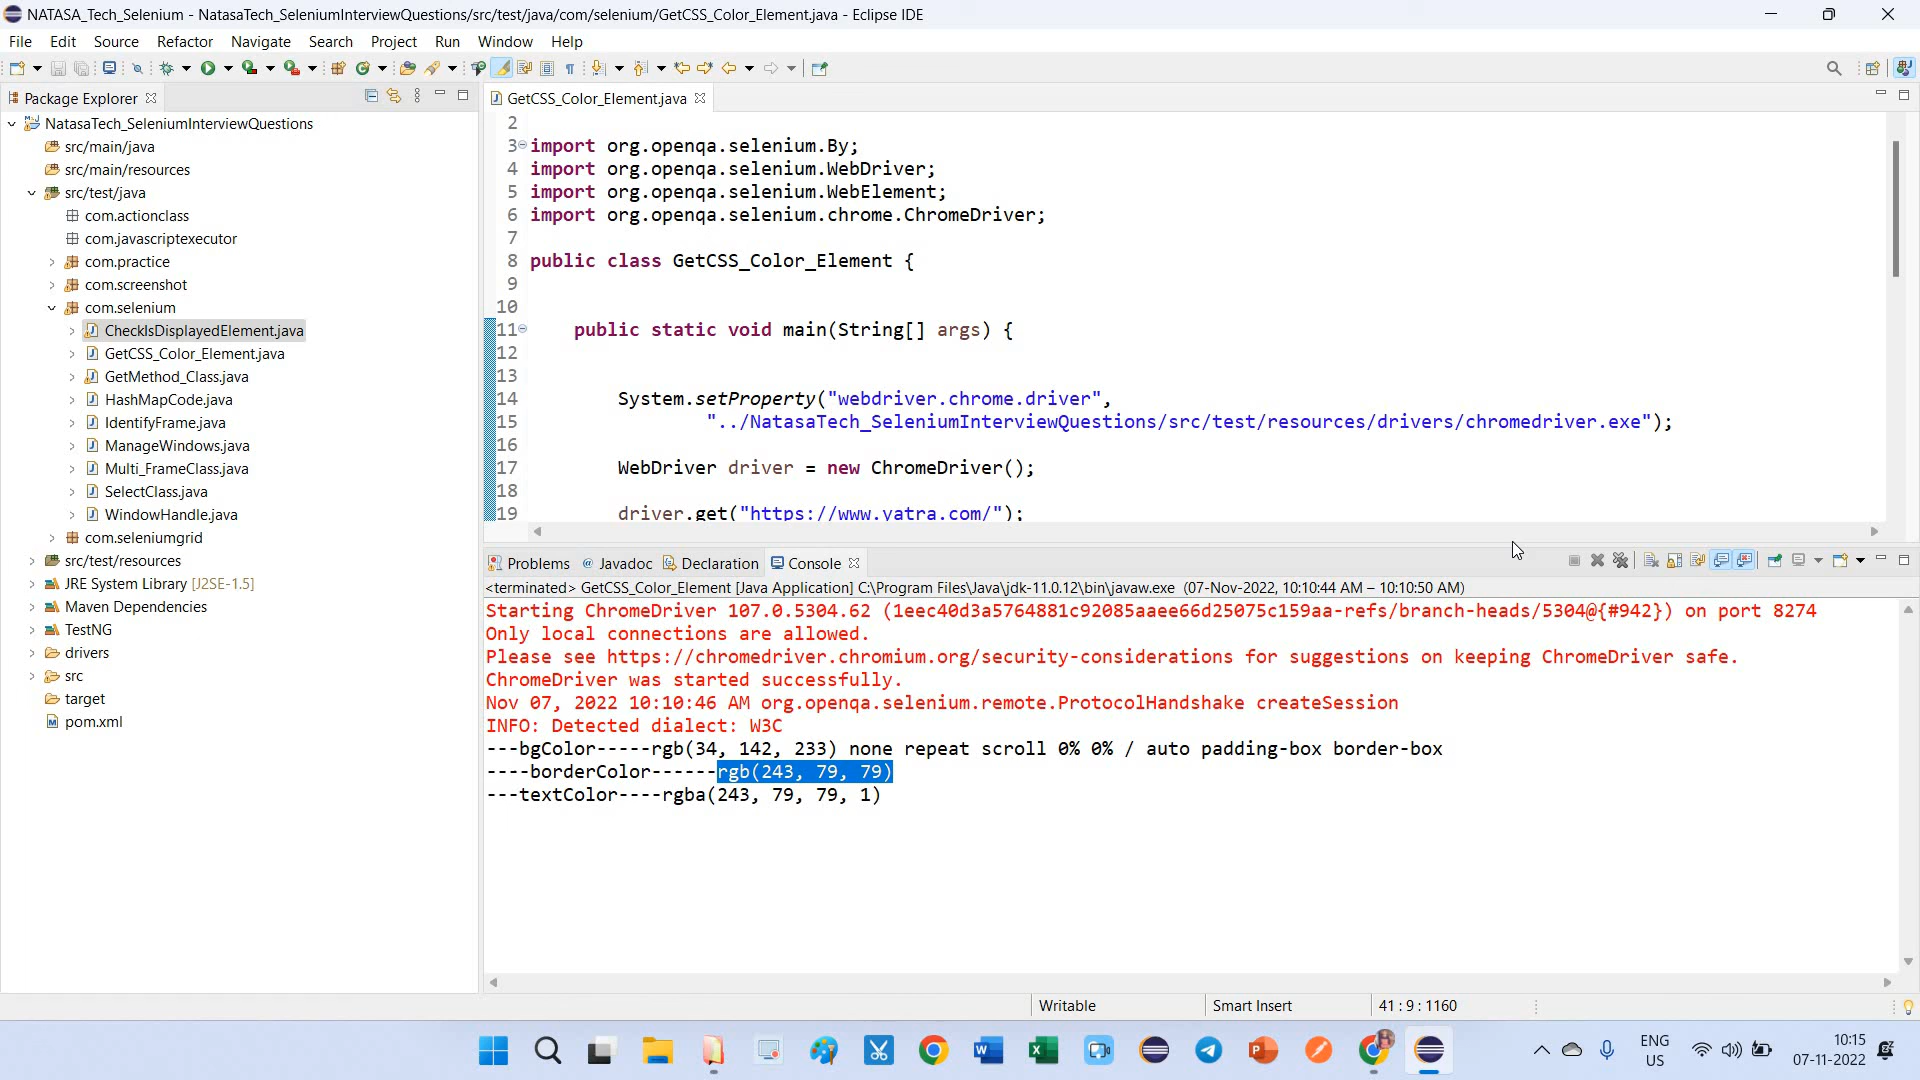 NATASA_Tech_Selenium - NatasaTech_SeleniumInterviewQuestions/src/test/java/com/selenium/GetCSS_Color_Element.java - Eclipse IDE
File Edit Source Refactor Navigate Search Project Run Window Help
Package Explorer
NatasaTech_SeleniumInterviewQuestions
src/main/java
src/main/resources
src/test/java
com.actionclass
com.javascriptexecutor
com.practice
com.screenshot
com.selenium
CheckIsDisplayedElement.java
GetCSS_Color_Element.java
GetMethod_Class.java
HashMapCode.java
IdentifyFrame.java
ManageWindows.java
Multi_FrameClass.java
SelectClass.java
WindowHandle.java
com.seleniumgrid
src/test/resources
JRE System Library [J2SE-1.5]
Maven Dependencies
TestNG
drivers
src
target
pom.xml
GetCSS_Color_Element.java
2
3 import org.openqa.selenium.By;
4 import org.openqa.selenium.WebDriver;
5 import org.openqa.selenium.WebElement;
6 import org.openqa.selenium.chrome.ChromeDriver;
7
8 public class GetCSS_Color_Element {
9
10
11 public static void main(String[] args) {
12
13
14 System.setProperty("webdriver.chrome.driver",
15 "../NatasaTech_SeleniumInterviewQuestions/src/test/resources/drivers/chromedriver.exe");
16
17 WebDriver driver = new ChromeDriver();
18
19 driver.get("https://www.yatra.com/");
Problems @ Javadoc Declaration Console
<terminated> GetCSS_Color_Element [Java Application] C:\Program Files\Java\jdk-11.0.12\bin\javaw.exe (07-Nov-2022, 10:10:44 AM – 10:10:50 AM)
Starting ChromeDriver 107.0.5304.62 (1eec40d3a5764881c92085aaee66d25075c159aa-refs/branch-heads/5304@{#942}) on port 8274
Only local connections are allowed.
Please see https://chromedriver.chromium.org/security-considerations for suggestions on keeping ChromeDriver safe.
ChromeDriver was started successfully.
Nov 07, 2022 10:10:46 AM org.openqa.selenium.remote.ProtocolHandshake createSession
INFO: Detected dialect: W3C
---bgColor-----rgb(34, 142, 233) none repeat scroll 0% 0% / auto padding-box border-box
----borderColor------rgb(243, 79, 79)
---textColor----rgba(243, 79, 79, 1)
Writable Smart Insert 41 : 9 : 1160
ENG
US
10:15
07-11-2022